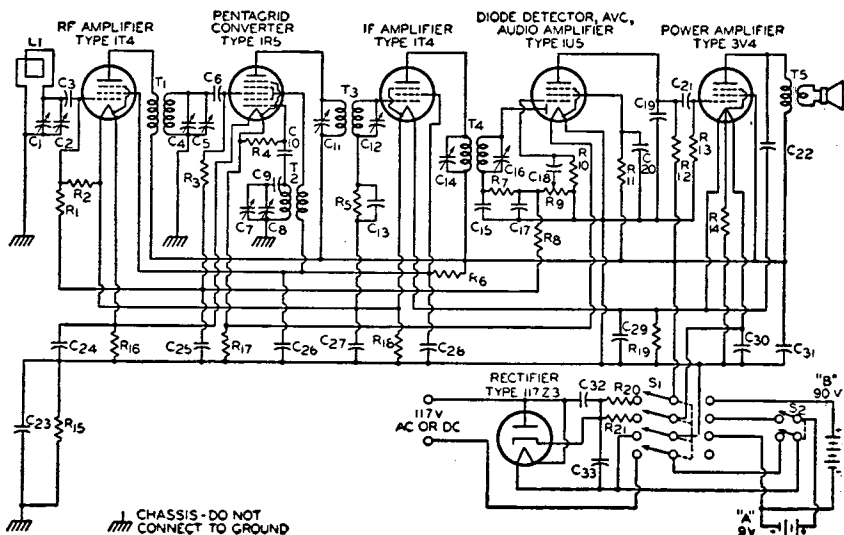 RF AMPLIFIER
TYPE 1T4
PENTAGRID
CONVERTER
TYPE 1R5
IF AMPLIFIER
TYPE 1T4
DIODE DETECTOR, AVC,
AUDIO AMPLIFIER
TYPE 1U5
POWER AMPLIFIER
TYPE 3V4
L1
C3
C1
C2
R2
R1
T1
C4
C5
C6
R3
R4
C10
C9
T2
C7
C8
C11
T3
C12
R5
C13
C14
T4
C16
C15
R7
C17
C18
R10
R9
R8
R6
R11
C20
C19
C21
R12
R13
R14
C22
T5
C24
R16
C25
R17
C26
C27
R18
C28
C29
R19
C30
C31
C23
R15
RECTIFIER
TYPE 117Z3
117V
AC OR DC
C32
R20
R21
C33
S1
S2
"B"
90 V
"A"
9V
CHASSIS - DO NOT
CONNECT TO GROUND